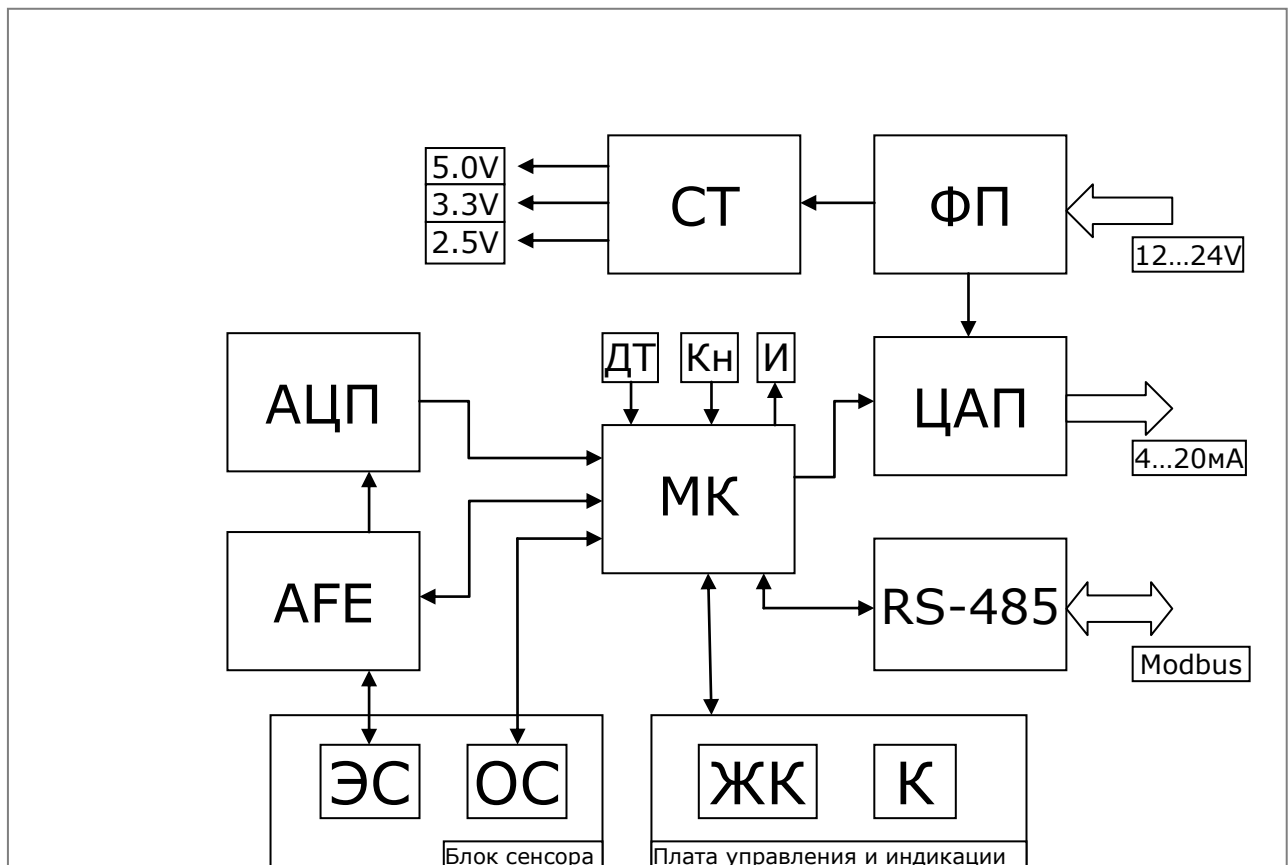 5.0V
3.3V
2.5V
СТ
ФП
12...24V
АЦП
ДТ
Кн
И
ЦАП
4...20мА
МК
AFE
RS-485
Modbus
ЭС
ОС
ЖК
К
Блок сенсора
Плата управления и индикации